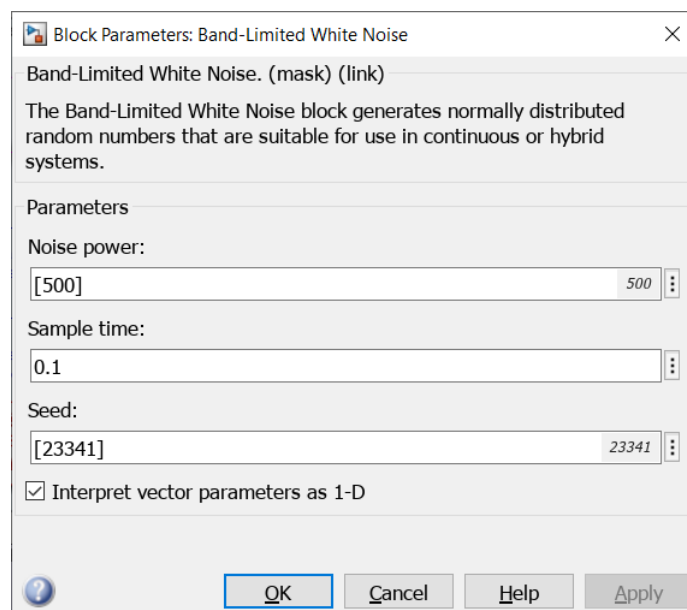 Block Parameters: Band-Limited White Noise
Band-Limited White Noise. (mask) (link)
The Band-Limited White Noise block generates normally distributed
random numbers that are suitable for use in continuous or hybrid
systems.
Parameters
Noise power:
[500] 500
Sample time:
0.1
Seed:
[23341] 23341
Interpret vector parameters as 1-D
OK Cancel Help Apply